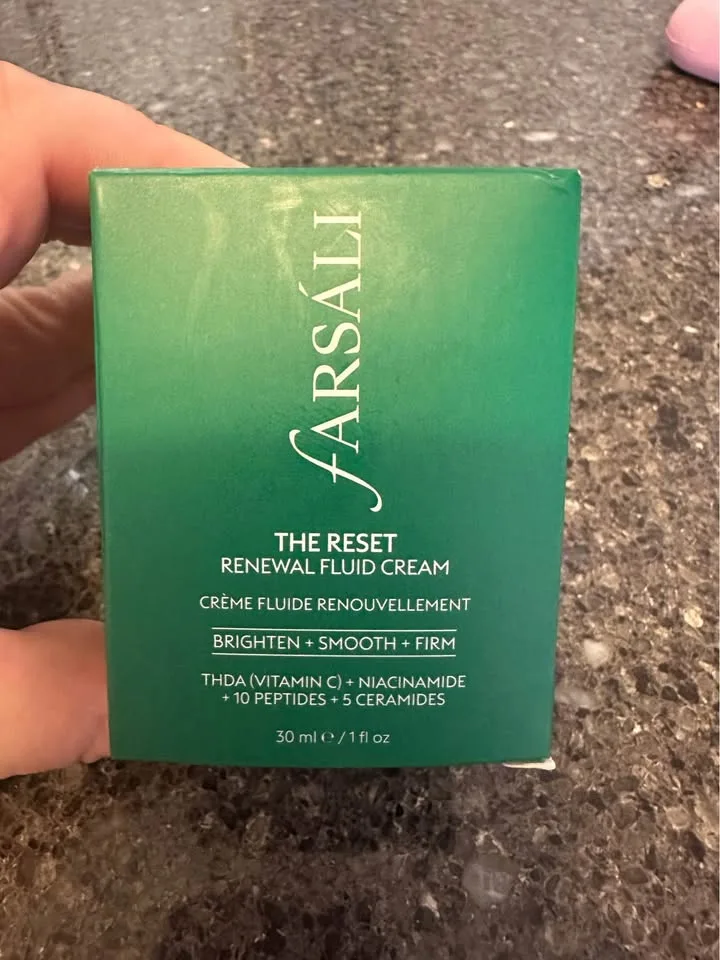 FARSÁLI
THE RESET
RENEWAL FLUID CREAM
CRÈME FLUIDE RENOUVELLEMENT
BRIGHTEN + SMOOTH + FIRM
THDA (VITAMIN C) + NIACINAMIDE
+ 10 PEPTIDES + 5 CERAMIDES
30 ml ℮ / 1 fl oz